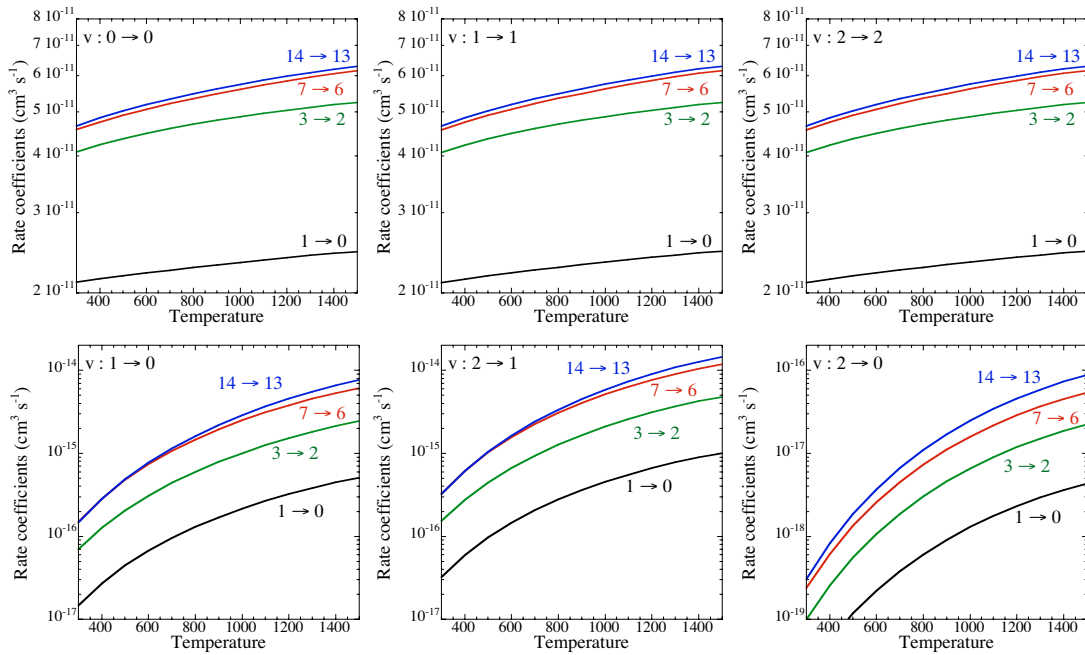 v : 0 → 0
Rate coefficients (cm³ s⁻¹)
8 10⁻¹¹
7 10⁻¹¹
6 10⁻¹¹
5 10⁻¹¹
4 10⁻¹¹
3 10⁻¹¹
2 10⁻¹¹
14 → 13
7 → 6
3 → 2
1 → 0
400 600 800 1000 1200 1400
Temperature
v : 1 → 1
Rate coefficients (cm³ s⁻¹)
8 10⁻¹¹
7 10⁻¹¹
6 10⁻¹¹
5 10⁻¹¹
4 10⁻¹¹
3 10⁻¹¹
2 10⁻¹¹
14 → 13
7 → 6
3 → 2
1 → 0
400 600 800 1000 1200 1400
Temperature
v : 2 → 2
Rate coefficients (cm³ s⁻¹)
8 10⁻¹¹
7 10⁻¹¹
6 10⁻¹¹
5 10⁻¹¹
4 10⁻¹¹
3 10⁻¹¹
2 10⁻¹¹
14 → 13
7 → 6
3 → 2
1 → 0
400 600 800 1000 1200 1400
Temperature
v : 1 → 0
Rate coefficients (cm³ s⁻¹)
10⁻¹⁴
10⁻¹⁵
10⁻¹⁶
10⁻¹⁷
14 → 13
7 → 6
3 → 2
1 → 0
400 600 800 1000 1200 1400
Temperature
v : 2 → 1
Rate coefficients (cm³ s⁻¹)
10⁻¹⁴
10⁻¹⁵
10⁻¹⁶
10⁻¹⁷
14 → 13
7 → 6
3 → 2
1 → 0
400 600 800 1000 1200 1400
Temperature
v : 2 → 0
Rate coefficients (cm³ s⁻¹)
10⁻¹⁶
10⁻¹⁷
10⁻¹⁸
10⁻¹⁹
14 → 13
7 → 6
3 → 2
1 → 0
400 600 800 1000 1200 1400
Temperature